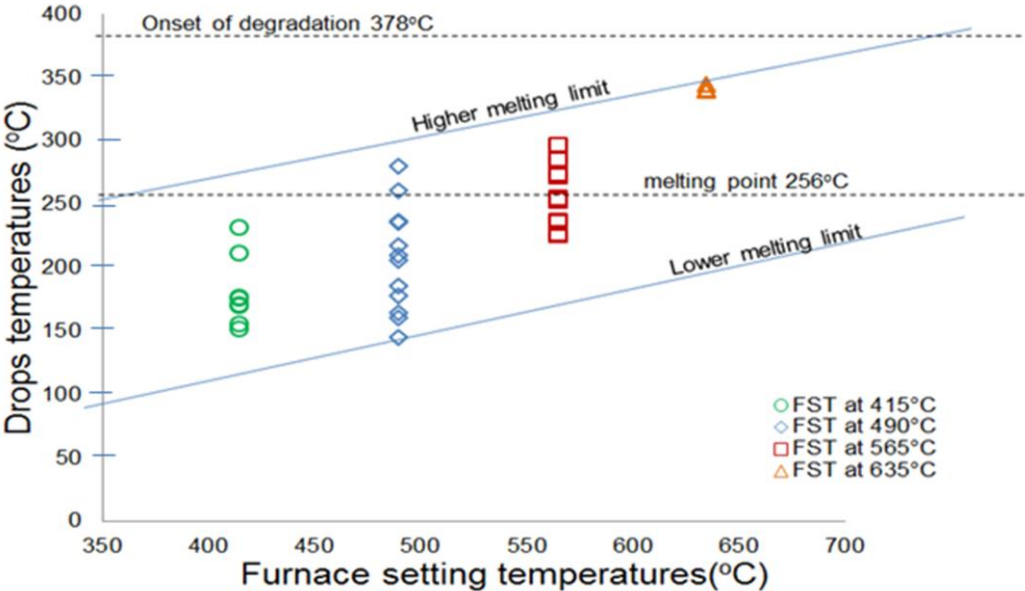 400
Onset of degradation 378°C
350
Higher melting limit
300
melting point 256°C
250
Lower melting limit
200
150
100
50
0
Drops temperatures (°C)
FST at 415°C
FST at 490°C
FST at 565°C
FST at 635°C
350 400 450 500 550 600 650 700
Furnace setting temperatures(°C)